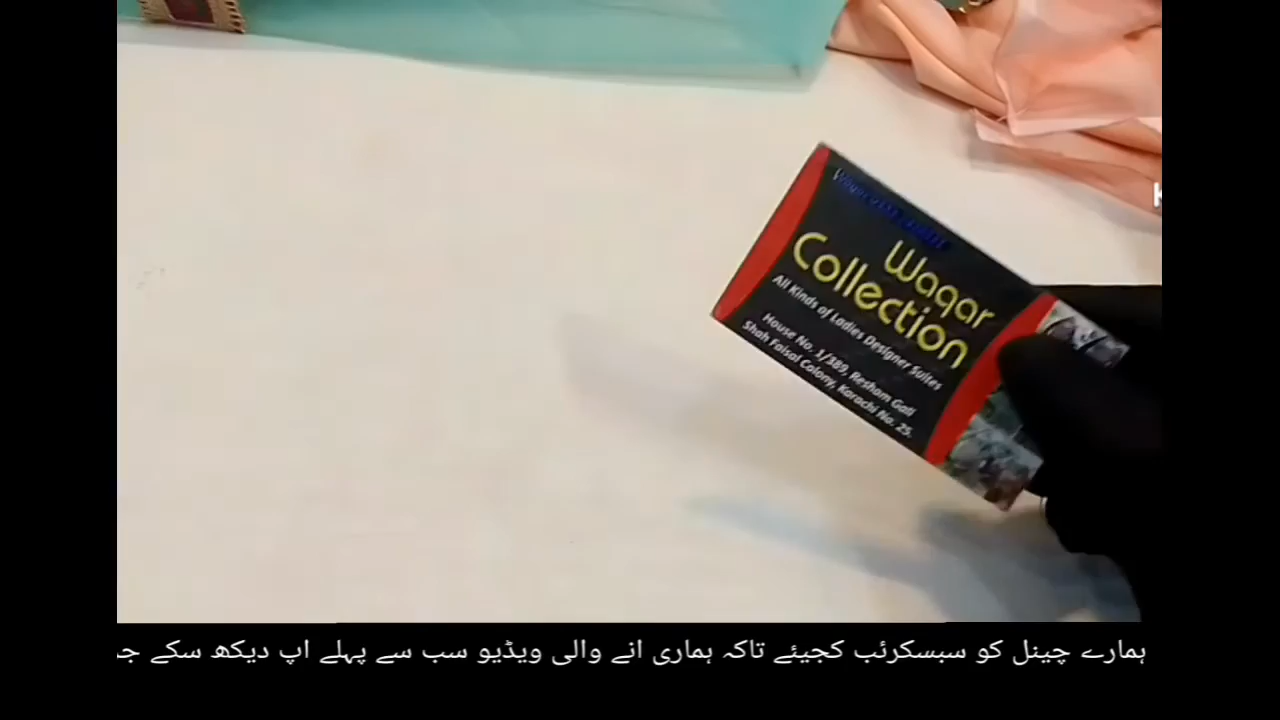 Waqar
Collection
All Kinds of Ladies Designer Suites
House No. 1/389, Resham Gali
Shah Faisal Colony, Karachi No. 25.
ہمارے چینل کو سبسکرئب کجیئے تاکہ ہماری انے والی ویڈیو سب سے پہلے اپ دیکھ سکے